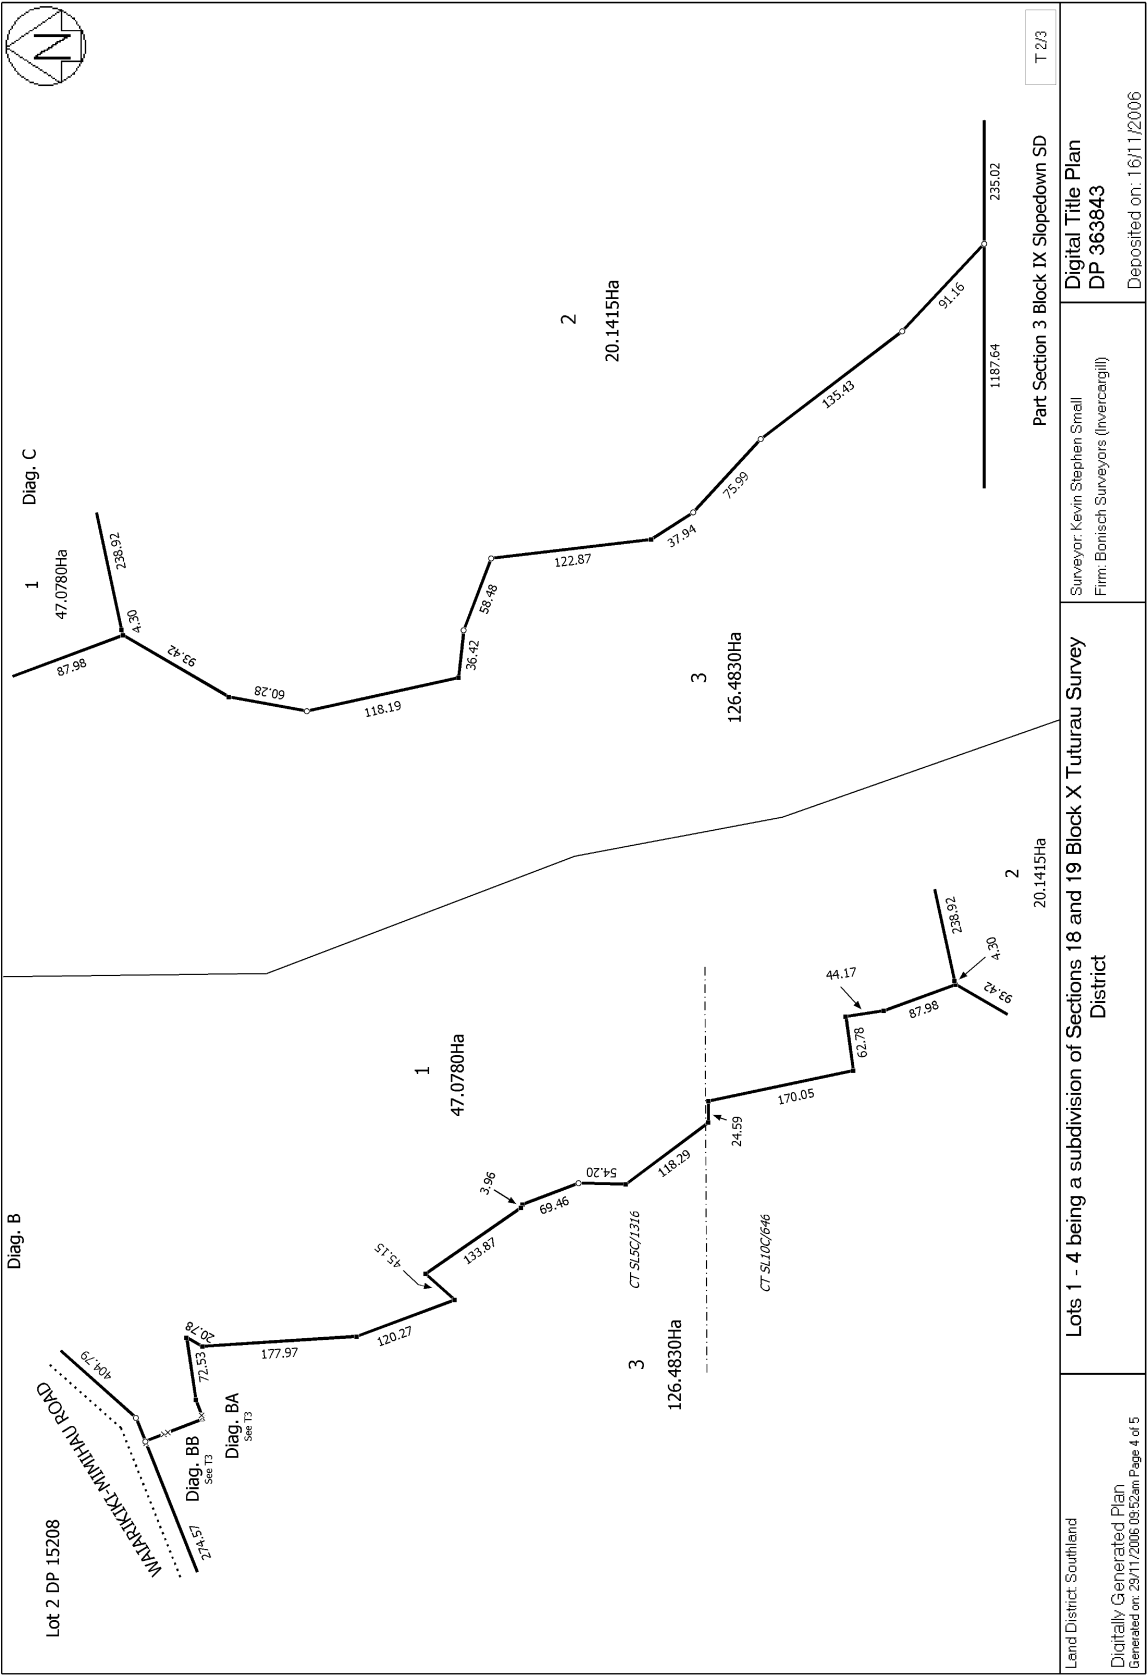 N
T 2/3
Diag. B
Lot 2 DP 15208
WAIARIKIKI-MIMIHAU ROAD
404.79
274.57
Diag. BB
See T3
Diag. BA
See T3
72.53
20.78
177.97
120.27
45.15
133.87
3.96
69.46
54.20
118.29
24.59
170.05
62.78
44.17
87.98
238.92
4.30
93.42
1
47.0780Ha
CT SL5C/1316
CT SL10C/646
3
126.4830Ha
2
20.1415Ha
Diag. C
1
47.0780Ha
87.98
238.92
4.30
93.42
60.28
118.19
36.42
58.48
122.87
37.94
75.99
135.43
91.16
1187.64
235.02
2
20.1415Ha
3
126.4830Ha
Part Section 3 Block IX Slopedown SD
Land District: Southland
Digitally Generated Plan
Generated on: 29/11/2006 09:52am Page 4 of 5
Lots 1 - 4 being a subdivision of Sections 18 and 19 Block X Tuturau Survey
District
Surveyor: Kevin Stephen Small
Firm: Bonisch Surveyors (Invercargill)
Digital Title Plan
DP 363843
Deposited on: 16/11/2006